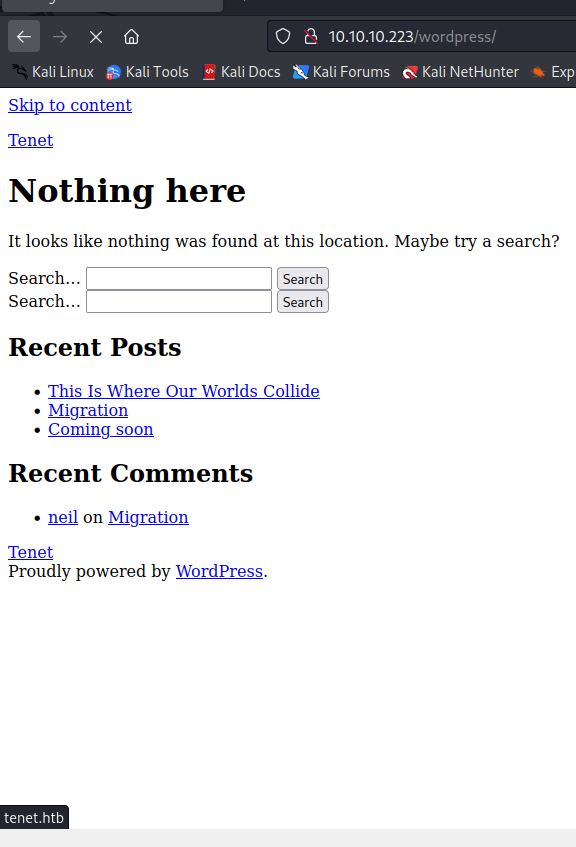 10.10.10.223/wordpress/
Kali Linux Kali Tools Kali Docs Kali Forums Kali NetHunter Exp
Skip to content
Tenet
Nothing here
It looks like nothing was found at this location. Maybe try a search?
Search… Search
Search… Search
Recent Posts
• This Is Where Our Worlds Collide
• Migration
• Coming soon
Recent Comments
• neil on Migration
Tenet
Proudly powered by WordPress.
tenet.htb